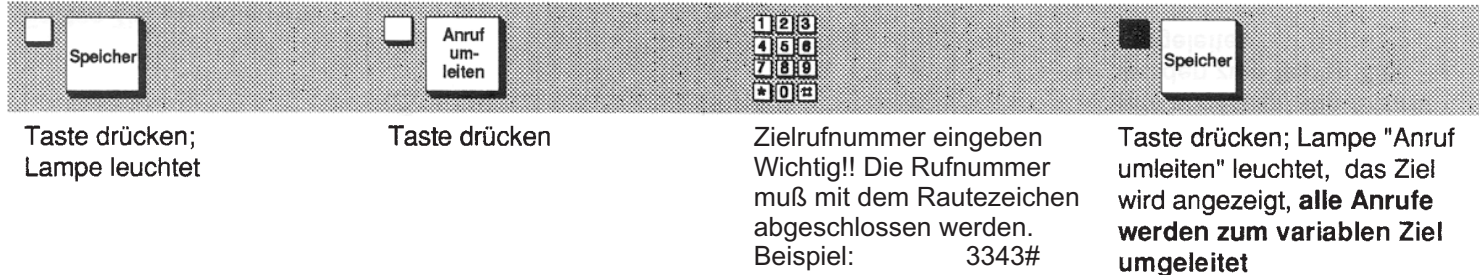 Speicher
Anruf
um-
leiten
1 2 3
4 5 6
7 8 9
* 0 #
Speicher
Taste drücken;
Lampe leuchtet
Taste drücken
Zielrufnummer eingeben
Wichtig!! Die Rufnummer
muß mit dem Rautezeichen
abgeschlossen werden.
Beispiel: 3343#
Taste drücken; Lampe "Anruf
umleiten" leuchtet, das Ziel
wird angezeigt, alle Anrufe
werden zum variablen Ziel
umgeleitet